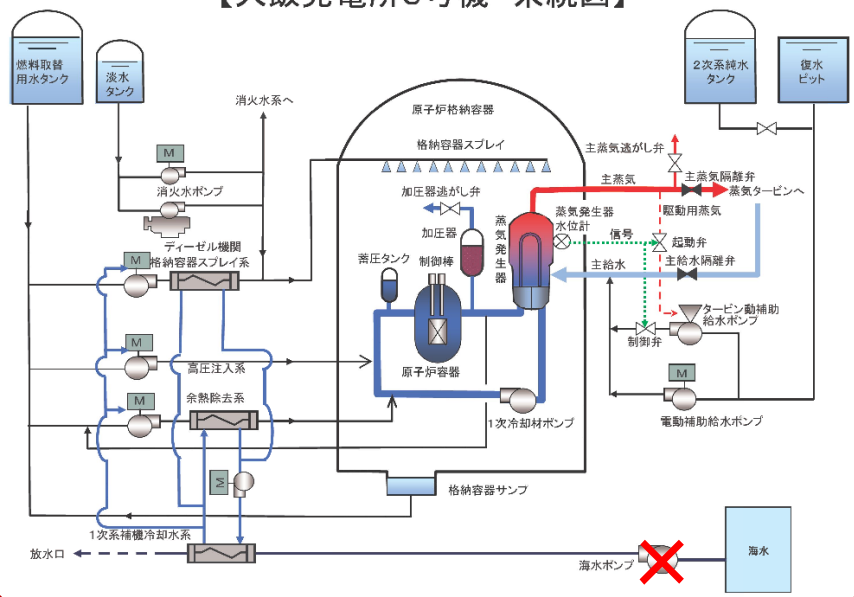 燃料取替
用水タンク
淡水
タンク
消火水系へ
原子炉格納容器
2次系純水
タンク
復水
ピット
格納容器スプレイ
主蒸気逃がし弁
主蒸気
主蒸気隔離弁
蒸気タービンへ
M
消火水ポンプ
加圧器逃がし弁
蒸気発生器
蒸気発生器
水位計
駆動用蒸気
信号
起動弁
加圧器
ディーゼル機関
格納容器スプレイ系
M
蓄圧タンク
制御棒
主給水
主給水隔離弁
タービン動補助
給水ポンプ
制御弁
M
高圧注入系
原子炉容器
M
余熱除去系
M
1次冷却材ポンプ
M
電動補助給水ポンプ
M
格納容器サンプ
1次系補機冷却水系
放水口
海水ポンプ
海水